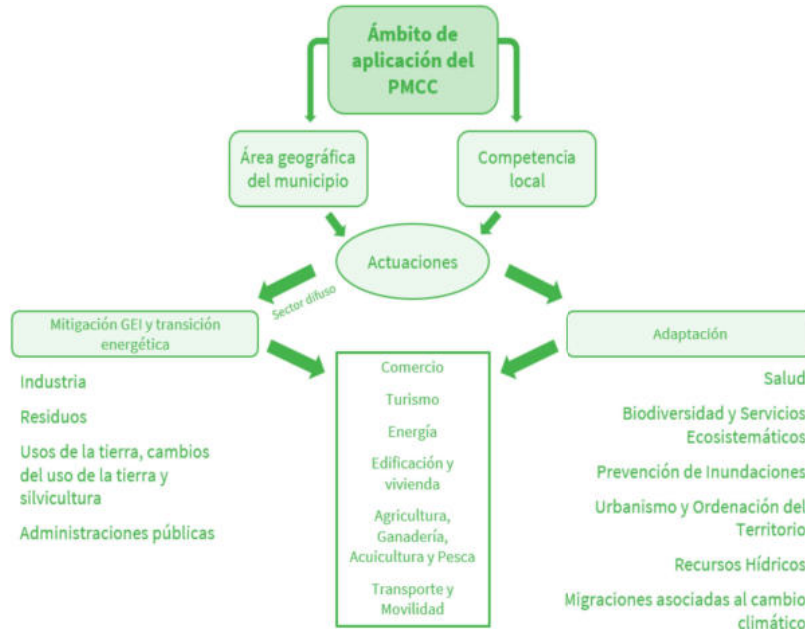 Ámbito de
aplicación del
PMCC
Área geográfica
del municipio
Competencia
local
Actuaciones
Sector difuso
Mitigación GEI y transición
energética
Adaptación
Industria
Residuos
Usos de la tierra, cambios
del uso de la tierra y
silvicultura
Administraciones públicas
Comercio
Turismo
Energía
Edificación y
vivienda
Agricultura,
Ganadería,
Acuicultura y Pesca
Transporte y
Movilidad
Salud
Biodiversidad y Servicios
Ecosistemáticos
Prevención de Inundaciones
Urbanismo y Ordenación del
Territorio
Recursos Hídricos
Migraciones asociadas al cambio
climático